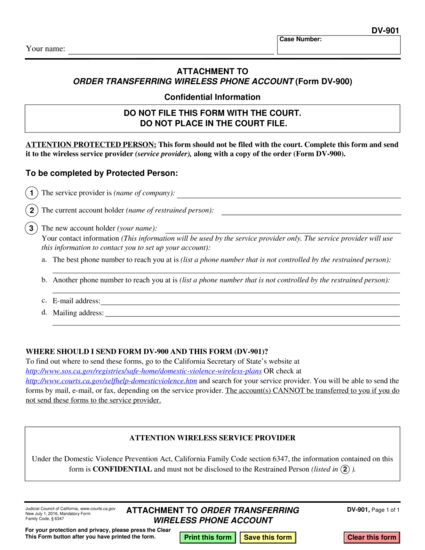 DV-901
Case Number:
Your name:
ATTACHMENT TO
ORDER TRANSFERRING WIRELESS PHONE ACCOUNT (Form DV-900)
Confidential Information
DO NOT FILE THIS FORM WITH THE COURT.
DO NOT PLACE IN THE COURT FILE.
ATTENTION PROTECTED PERSON: This form should not be filed with the court. Complete this form and send
it to the wireless service provider (service provider), along with a copy of the order (Form DV-900).
To be completed by Protected Person:
1 The service provider is (name of company):
2 The current account holder (name of restrained person):
3 The new account holder (your name):
Your contact information (This information will be used by the service provider only. The service provider will use
this information to contact you to set up your account):
a. The best phone number to reach you at is (list a phone number that is not controlled by the restrained person):
b. Another phone number to reach you at is (list a phone number that is not controlled by the restrained person):
c. E-mail address:
d. Mailing address:
WHERE SHOULD I SEND FORM DV-900 AND THIS FORM (DV-901)?
To find out where to send these forms, go to the California Secretary of State's website at
http://www.sos.ca.gov/registries/safe-home/domestic-violence-wireless-plans OR check at
http://www.courts.ca.gov/selfhelp-domesticviolence.htm and search for your service provider. You will be able to send the
forms by mail, e-mail, or fax, depending on the service provider. The account(s) CANNOT be transferred to you if you do
not send these forms to the service provider.
ATTENTION WIRELESS SERVICE PROVIDER
Under the Domestic Violence Prevention Act, California Family Code section 6347, the information contained on this
form is CONFIDENTIAL and must not be disclosed to the Restrained Person (listed in 2 ).
Judicial Council of California, www.courts.ca.gov
New July 1, 2016, Mandatory Form
Family Code, § 6347
ATTACHMENT TO ORDER TRANSFERRING
WIRELESS PHONE ACCOUNT
DV-901, Page 1 of 1
For your protection and privacy, please press the Clear
This Form button after you have printed the form.
Print this form
Save this form
Clear this form